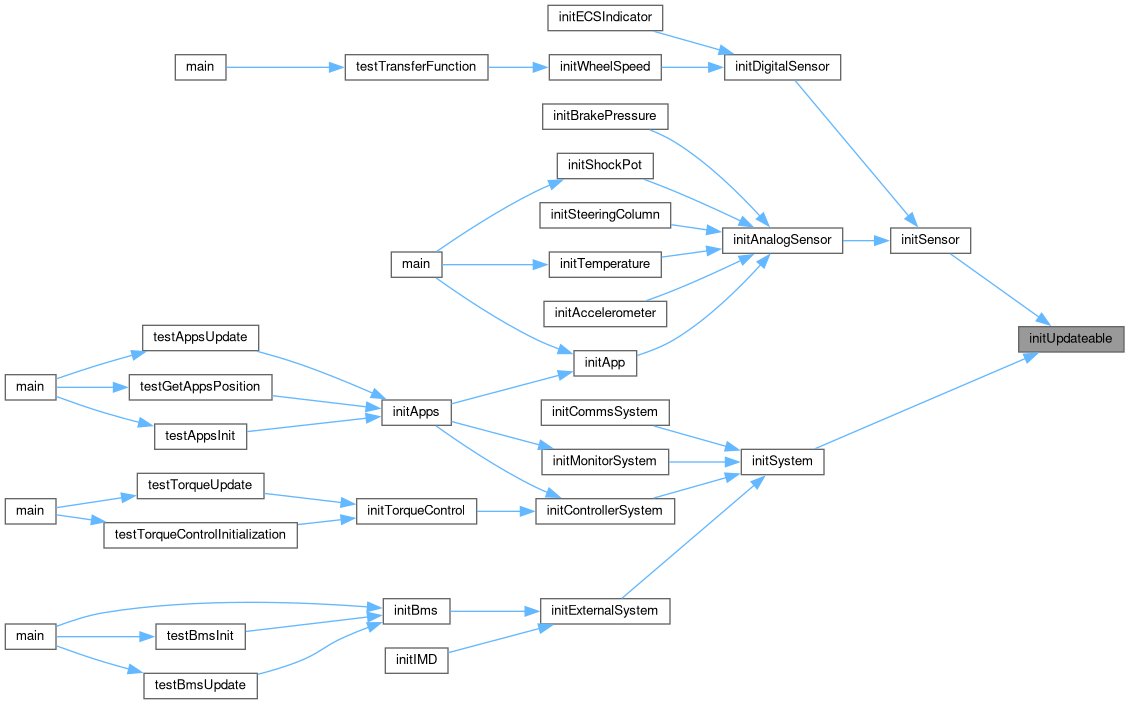 initECSIndicator
main
testTransferFunction
initWheelSpeed
initDigitalSensor
initBrakePressure
initShockPot
initSteeringColumn
initAnalogSensor
initSensor
main
initTemperature
initAccelerometer
testAppsUpdate
initUpdateable
initApp
main
testGetAppsPosition
initApps
initCommsSystem
testAppsInit
initMonitorSystem
initSystem
testTorqueUpdate
main
initTorqueControl
initControllerSystem
testTorqueControlInitialization
initBms
initExternalSystem
main
testBmsInit
initIMD
testBmsUpdate